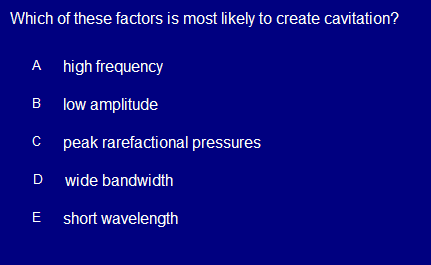 Which of these factors is most likely to create cavitation?
A high frequency
B low amplitude
C peak rarefactional pressures
D wide bandwidth
E short wavelength